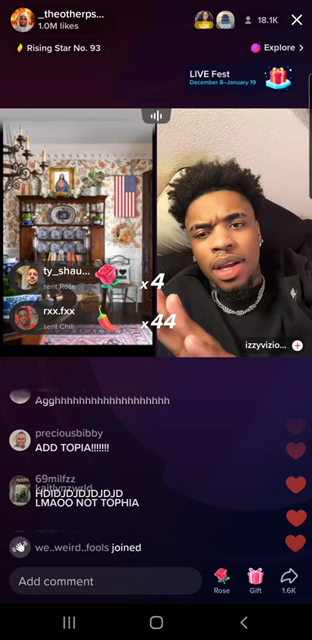 _theotherps...
1.0M likes
18.1K
Rising Star No. 93
Explore >
LIVE Fest
December 8–January 19
ty_shau...
sent Rose
x4
rxx.fxx
sent Chili
x44
izzyvizio...
Agghhhhhhhhhhhhhhhhhhh
preciousbibby
ADD TOPIA!!!!!!!
69milfzz
kaitlynzwrld
HDIDJDJDJDJDJD
LMAOO NOT TOPHIA
we..weird..fools joined
Add comment
Rose
Gift
1.6K